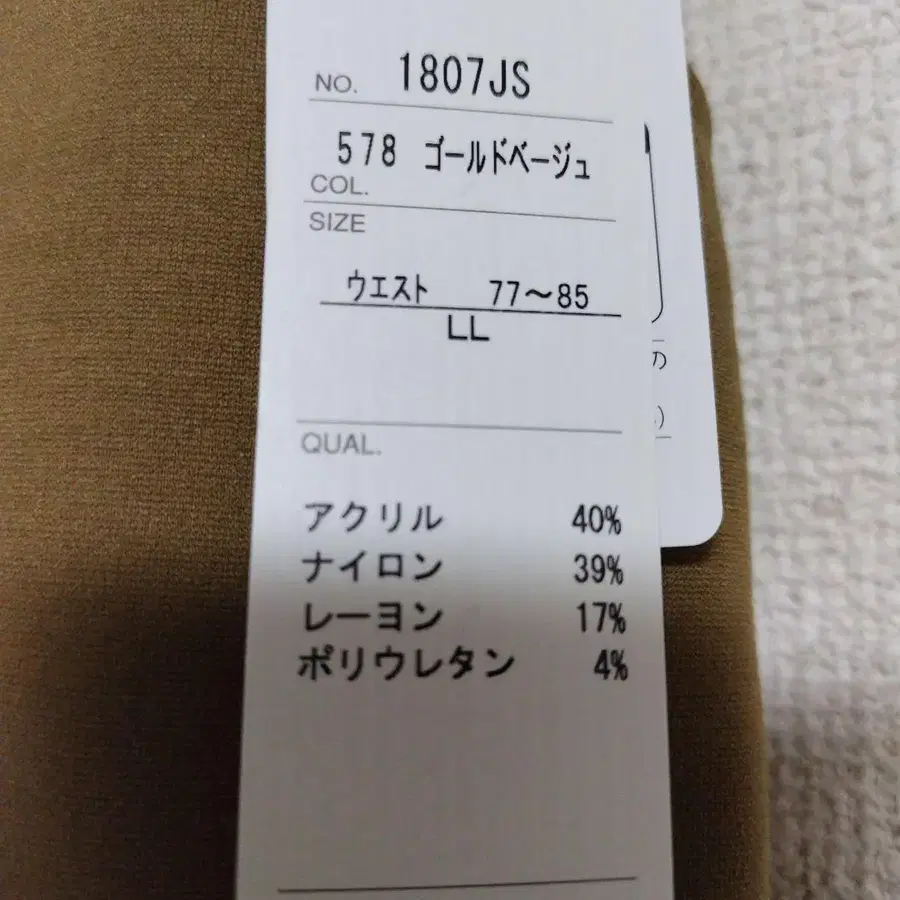 NO. 1807JS
578 ゴールドベージュ
COL.
SIZE
ウエスト 77～85
LL
QUAL.
アクリル 40%
ナイロン 39%
レーヨン 17%
ポリウレタン 4%
の
)